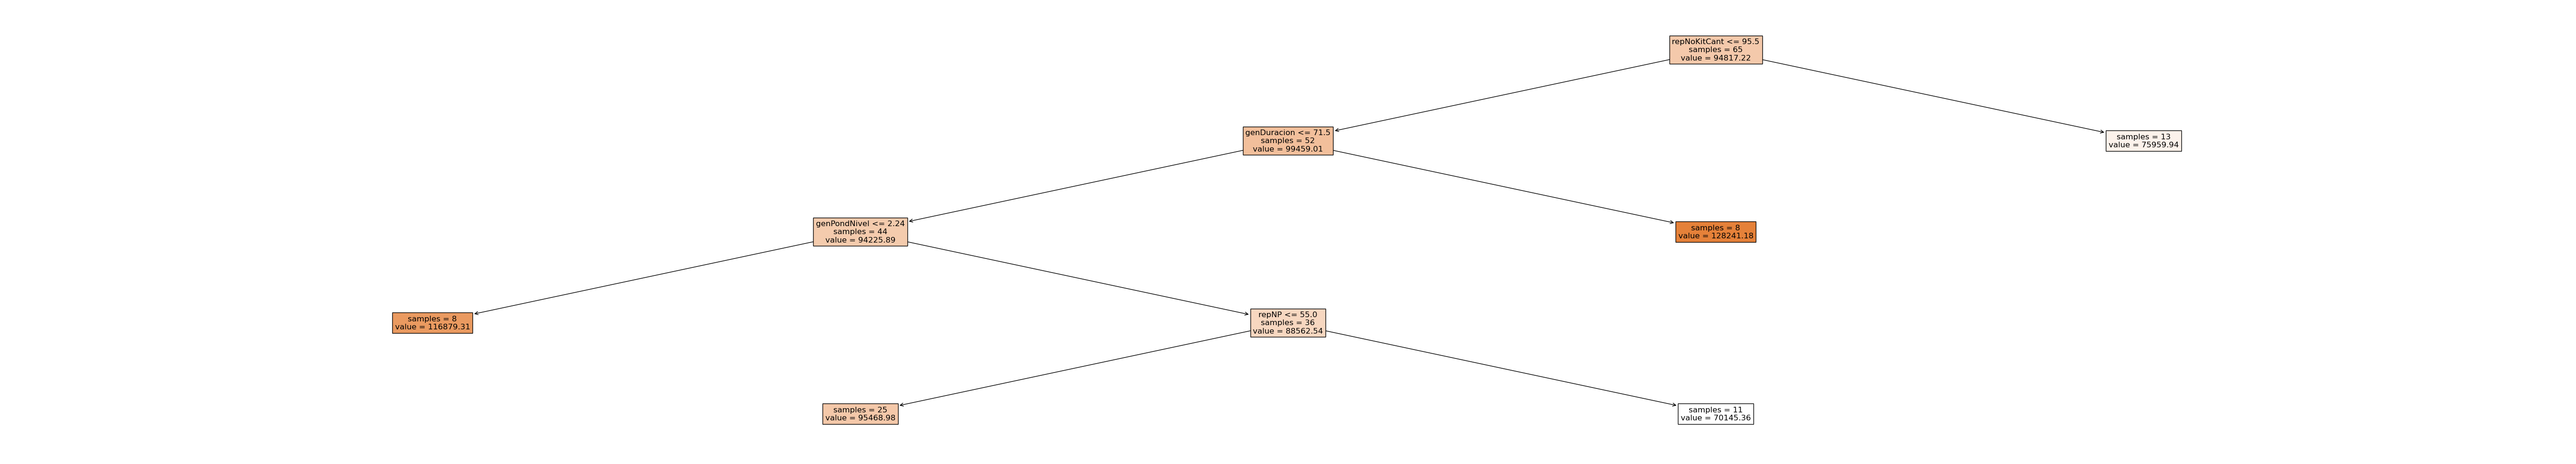 repNoKitCant <= 95.5
samples = 65
value = 94817.22
genDuracion <= 71.5
samples = 52
value = 99459.01
samples = 13
value = 75959.94
genPondNivel <= 2.24
samples = 44
value = 94225.89
samples = 8
value = 128241.18
samples = 8
value = 116879.31
repNP <= 55.0
samples = 36
value = 88562.54
samples = 25
value = 95468.98
samples = 11
value = 70145.36